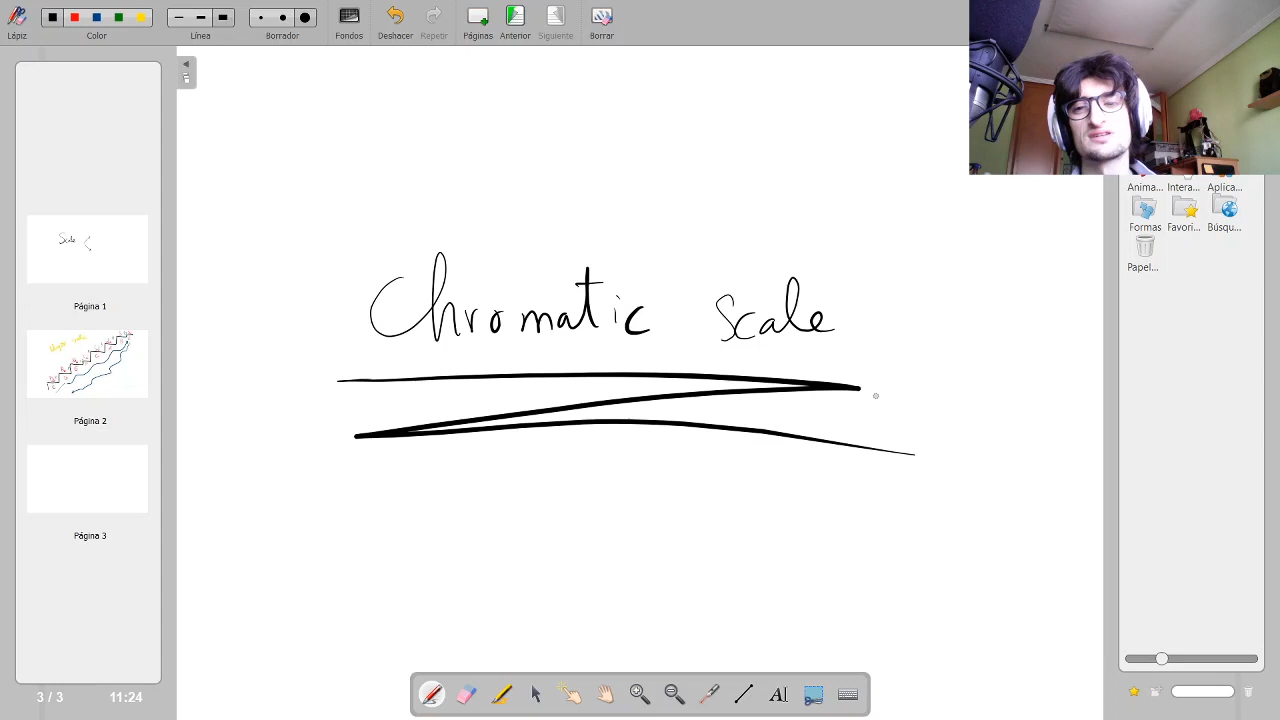 Lápiz Color Línea Borrador Fondos Deshacer Repetir Páginas Anterior Siguiente Borrar
Anima... Intera... Aplica...
Formas Favori... Búsqu...
Papel...
Scale
Página 1
Página 2
Página 3
Chromatic Scale
3 / 3 11:24